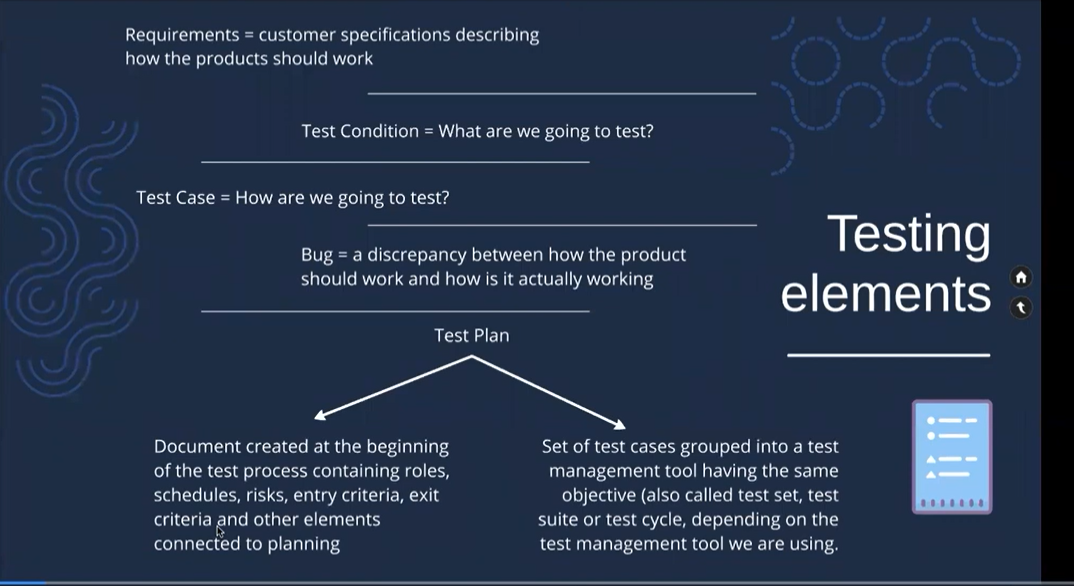 Requirements = customer specifications describing
how the products should work
Test Condition = What are we going to test?
Test Case = How are we going to test?
Bug = a discrepancy between how the product
should work and how is it actually working
Testing
elements
Test Plan
Document created at the beginning
of the test process containing roles,
schedules, risks, entry criteria, exit
criteria and other elements
connected to planning
Set of test cases grouped into a test
management tool having the same
objective (also called test set, test
suite or test cycle, depending on the
test management tool we are using.